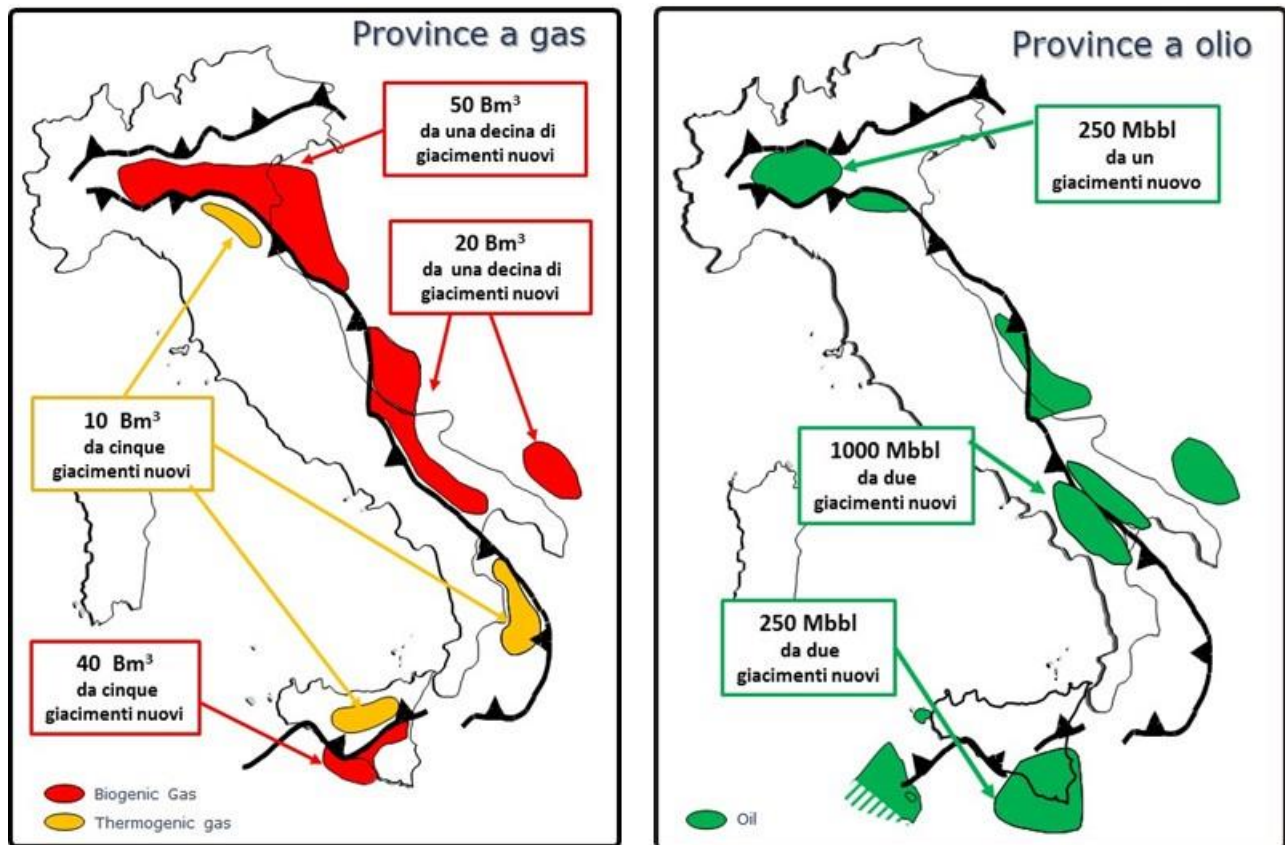 Province a gas
50 Bm³
da una decina di
giacimenti nuovi
20 Bm³
da una decina di
giacimenti nuovi
10 Bm³
da cinque
giacimenti nuovi
40 Bm³
da cinque
giacimenti nuovi
Biogenic Gas
Thermogenic gas
Province a olio
250 Mbbl
da un
giacimenti nuovo
1000 Mbbl
da due
giacimenti nuovi
250 Mbbl
da due
giacimenti nuovi
Oil